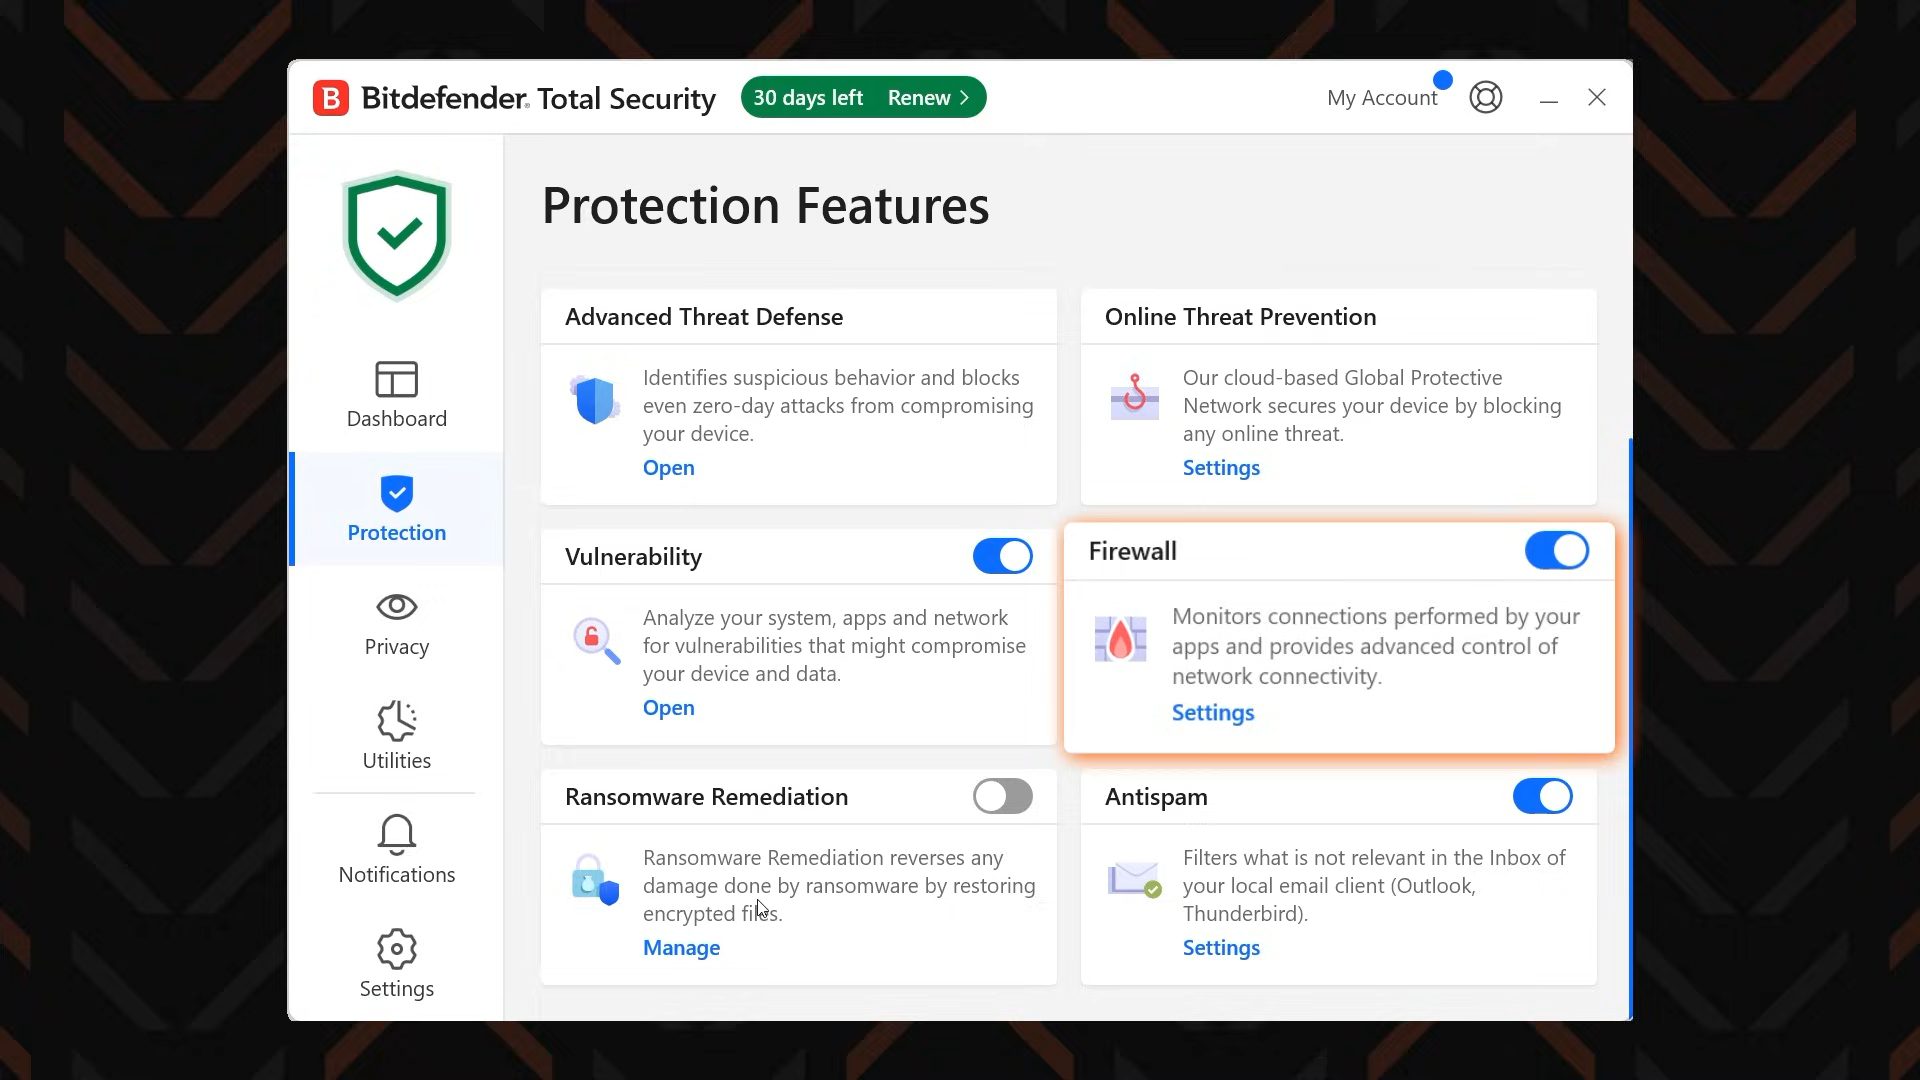 B Bitdefender. Total Security
30 days left Renew >
My Account
Protection Features
Dashboard
Protection
Privacy
Utilities
Notifications
Settings
Advanced Threat Defense
Identifies suspicious behavior and blocks
even zero-day attacks from compromising
your device.
Open
Online Threat Prevention
Our cloud-based Global Protective
Network secures your device by blocking
any online threat.
Settings
Vulnerability
Analyze your system, apps and network
for vulnerabilities that might compromise
your device and data.
Open
Firewall
Monitors connections performed by your
apps and provides advanced control of
network connectivity.
Settings
Ransomware Remediation
Ransomware Remediation reverses any
damage done by ransomware by restoring
encrypted files.
Manage
Antispam
Filters what is not relevant in the Inbox of
your local email client (Outlook,
Thunderbird).
Settings